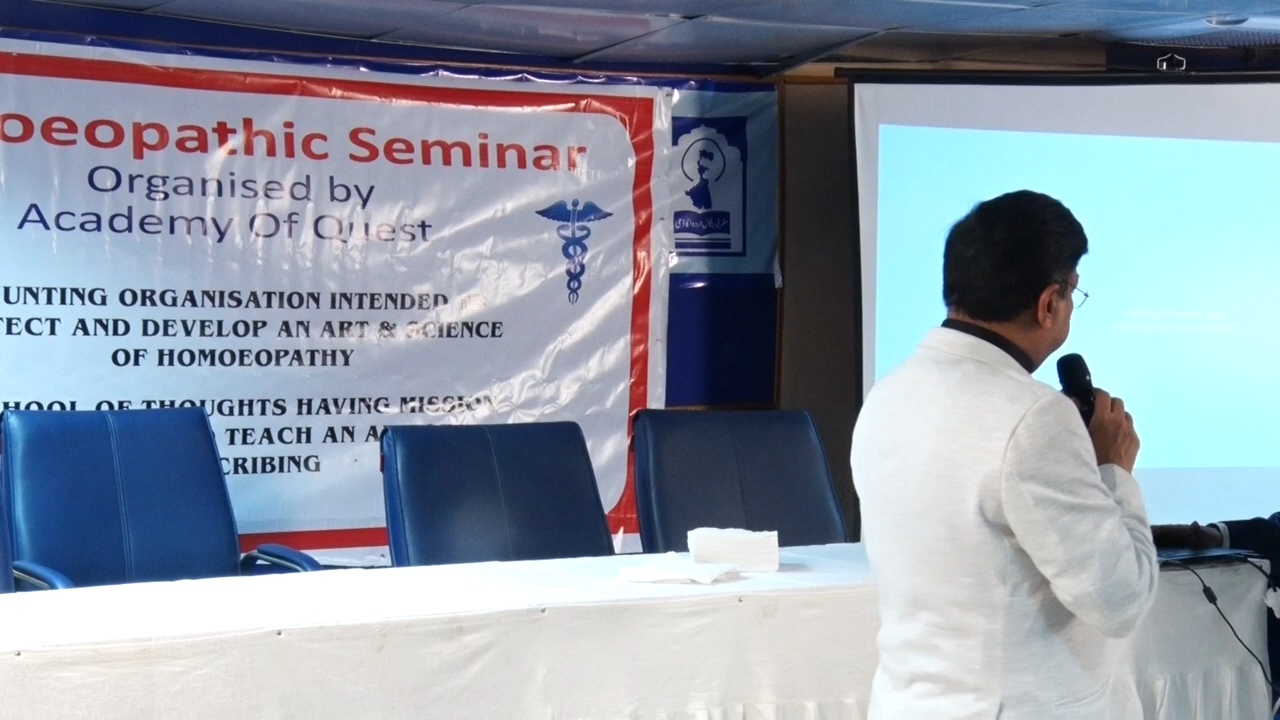 oeopathic Seminar
Organised by
Academy Of Quest
UNTING ORGANISATION INTENDED
TECT AND DEVELOP AN ART & SCIENCE
OF HOMOEOPATHY
HOOL OF THOUGHTS HAVING MISSION
TEACH AN A
CRIBING